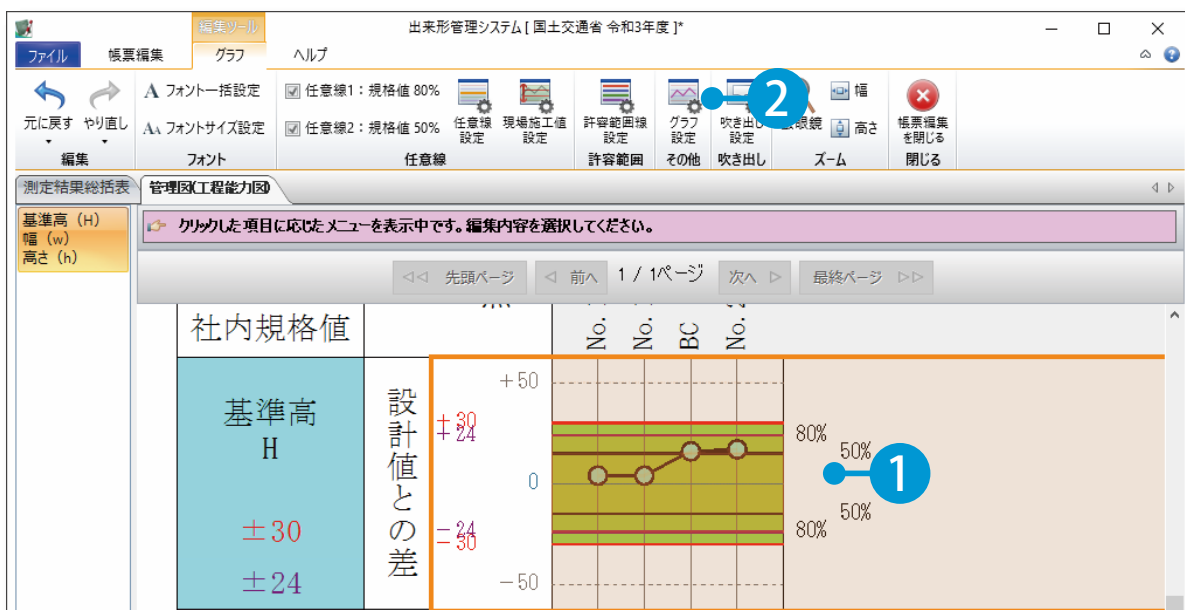 編集ツール
出来形管理システム [ 国土交通省 令和3年度 ]*
ファイル 帳票編集 グラフ ヘルプ
元に戻す やり直し
編集
A フォント一括設定
AA フォントサイズ設定
フォント
任意線1：規格値 80%
任意線2：規格値 50%
任意線
設定
現場施工値
設定
任意線
許容範囲線
設定
許容範囲
グラフ
設定
その他
吹き出し
設定
吹き出し
2
幅
眼鏡
高さ
ズーム
帳票編集
を閉じる
閉じる
測定結果総括表 管理図(工程能力図)
基準高（H）
幅（w）
高さ（h）
クリックした項目に応じたメニューを表示中です。編集内容を選択してください。
先頭ページ 前へ 1 / 1ページ 次へ 最終ページ
社内規格値
No.
No.
BC
No.
基準高
H
±30
±24
設計値との差
+50
+30
+24
0
-24
-30
-50
80%
50%
50%
80%
1